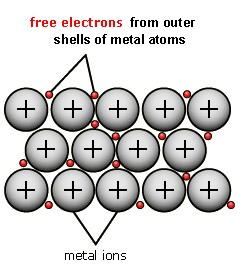 free electrons from outer
shells of metal atoms
+ + + + +
+ + + +
+ + + + +
metal ions